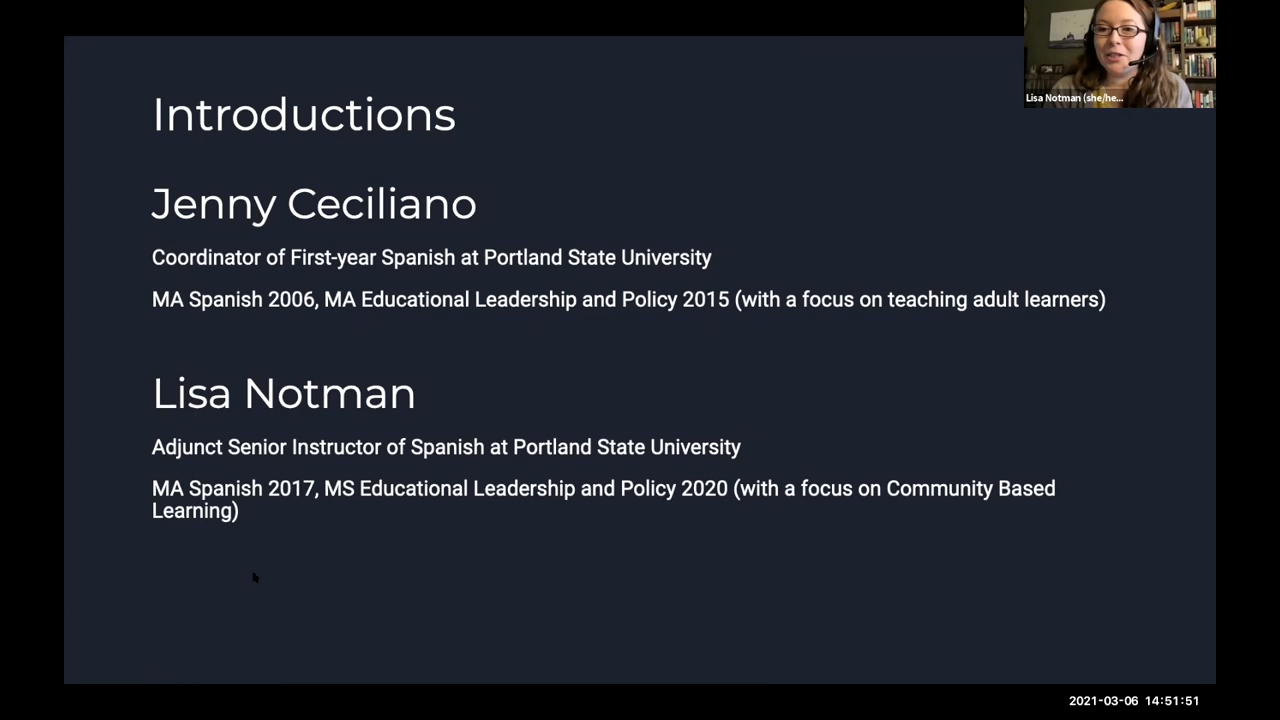 Lisa Notman (she/he...
Introductions
Jenny Ceciliano
Coordinator of First-year Spanish at Portland State University
MA Spanish 2006, MA Educational Leadership and Policy 2015 (with a focus on teaching adult learners)
Lisa Notman
Adjunct Senior Instructor of Spanish at Portland State University
MA Spanish 2017, MS Educational Leadership and Policy 2020 (with a focus on Community Based
Learning)
2021-03-06 14:51:51